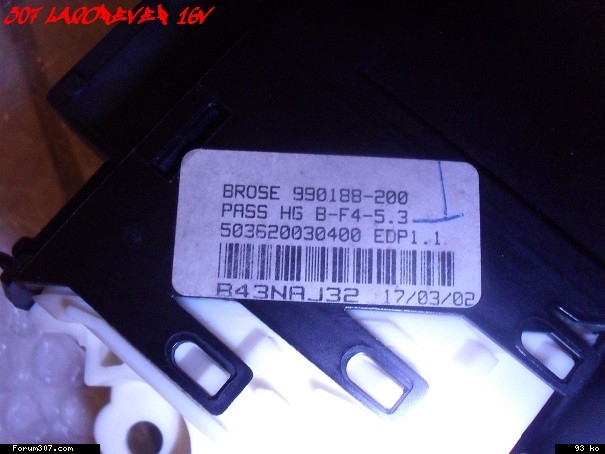 307 LAQOREVER 16V
BROSE 990188-200
PASS HG B-F4-5.3
503620030400 EDP1.1
B43NAJ32 17/03/02
Forum307.com 93 ko